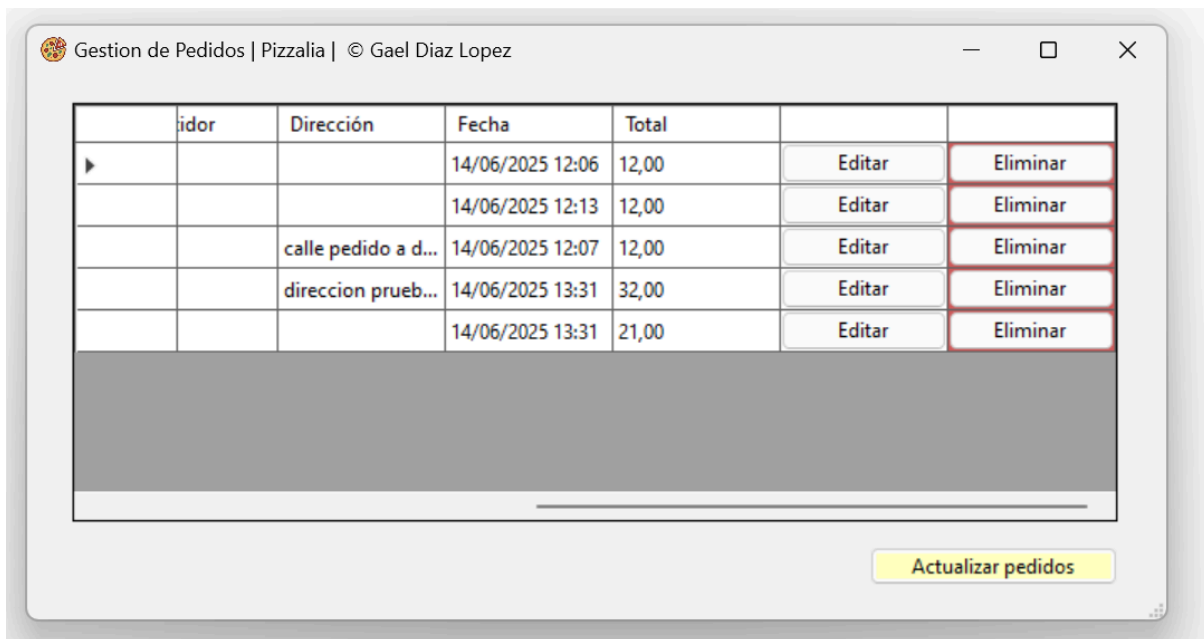 Gestion de Pedidos | Pizzalia | © Gael Diaz Lopez
idor Dirección Fecha Total
14/06/2025 12:06 12,00 Editar Eliminar
14/06/2025 12:13 12,00 Editar Eliminar
calle pedido a d... 14/06/2025 12:07 12,00 Editar Eliminar
direccion prueb... 14/06/2025 13:31 32,00 Editar Eliminar
14/06/2025 13:31 21,00 Editar Eliminar
Actualizar pedidos